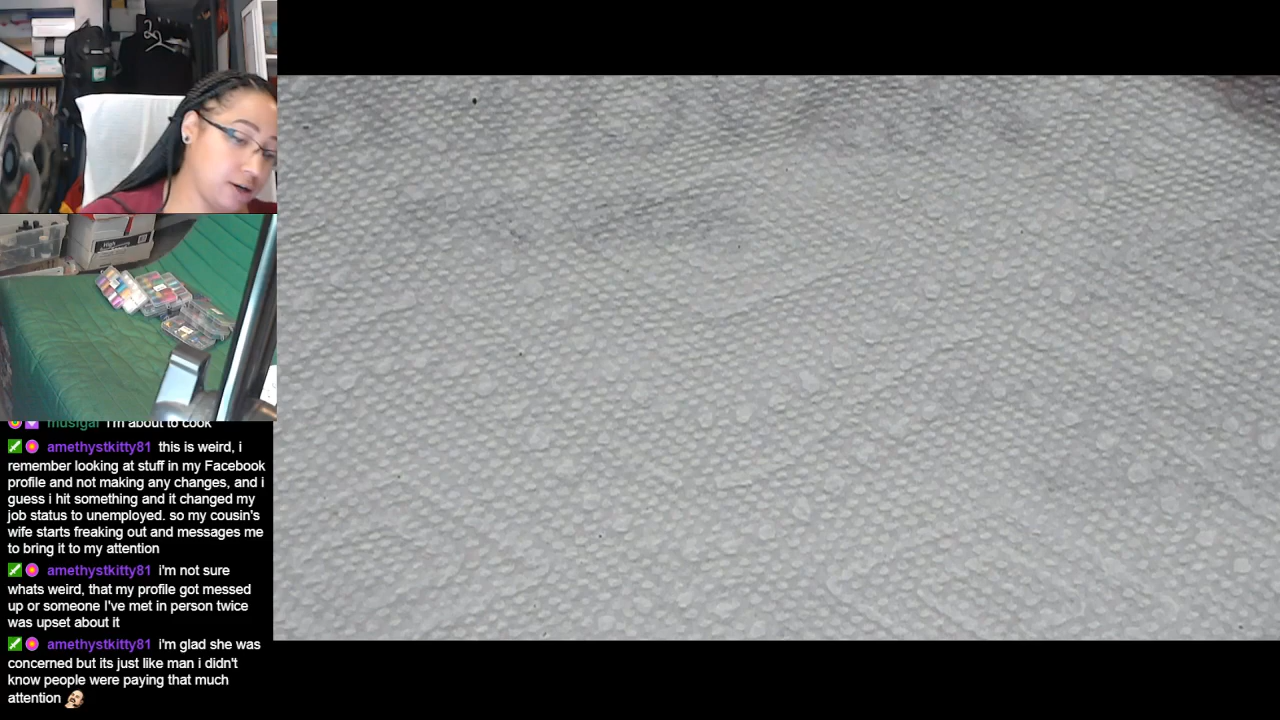 High
musigal I'm about to cook
amethystkitty81 this is weird, i
remember looking at stuff in my Facebook
profile and not making any changes, and i
guess i hit something and it changed my
job status to unemployed. so my cousin's
wife starts freaking out and messages me
to bring it to my attention
amethystkitty81 i'm not sure
whats weird, that my profile got messed
up or someone I've met in person twice
was upset about it
amethystkitty81 i'm glad she was
concerned but its just like man i didn't
know people were paying that much
attention